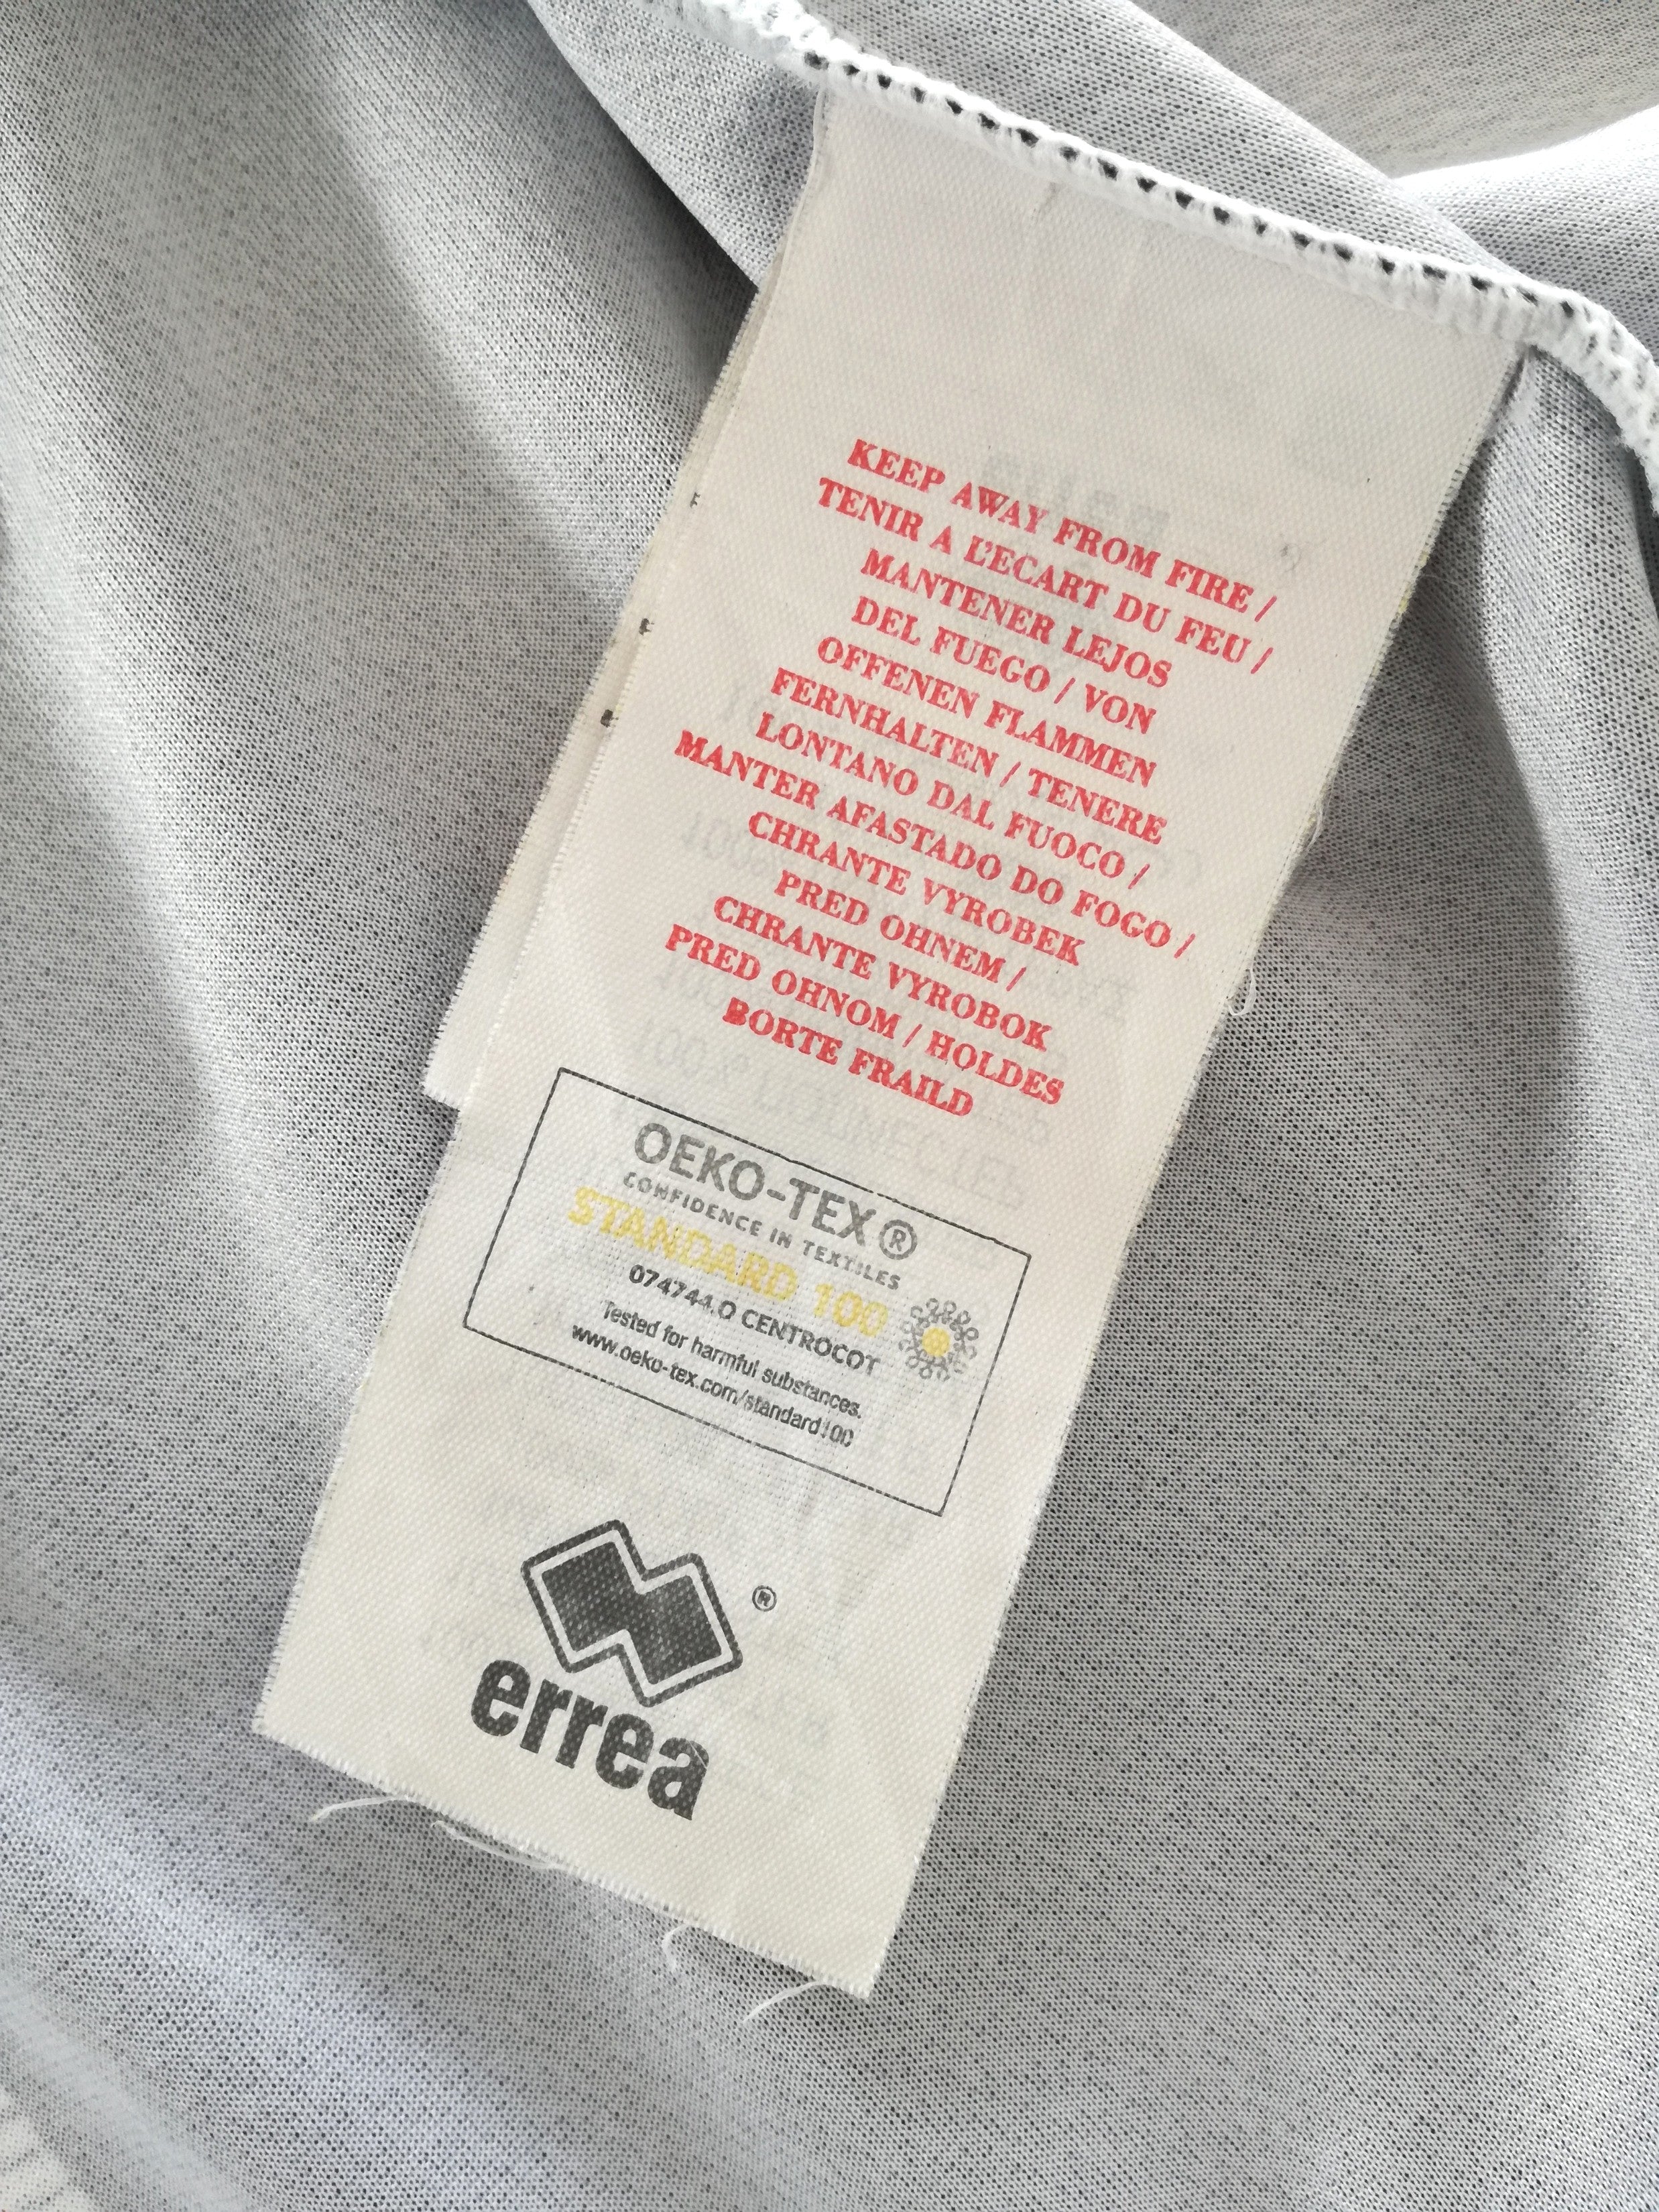 KEEP AWAY FROM FIRE /
TENIR A L'ECART DU FEU /
MANTENER LEJOS
DEL FUEGO / VON
OFFENEN FLAMMEN
FERNHALTEN / TENERE
LONTANO DAL FUOCO /
MANTER AFASTADO DO FOGO /
CHRANTE VYROBEK
PRED OHNEM /
CHRANTE VYROBOK
PRED OHNOM / HOLDES
BORTE FRAILD
OEKO-TEX®
CONFIDENCE IN TEXTILES
STANDARD 100
074744.O CENTROCOT
Tested for harmful substances.
www.oeko-tex.com/standard100
®
errea